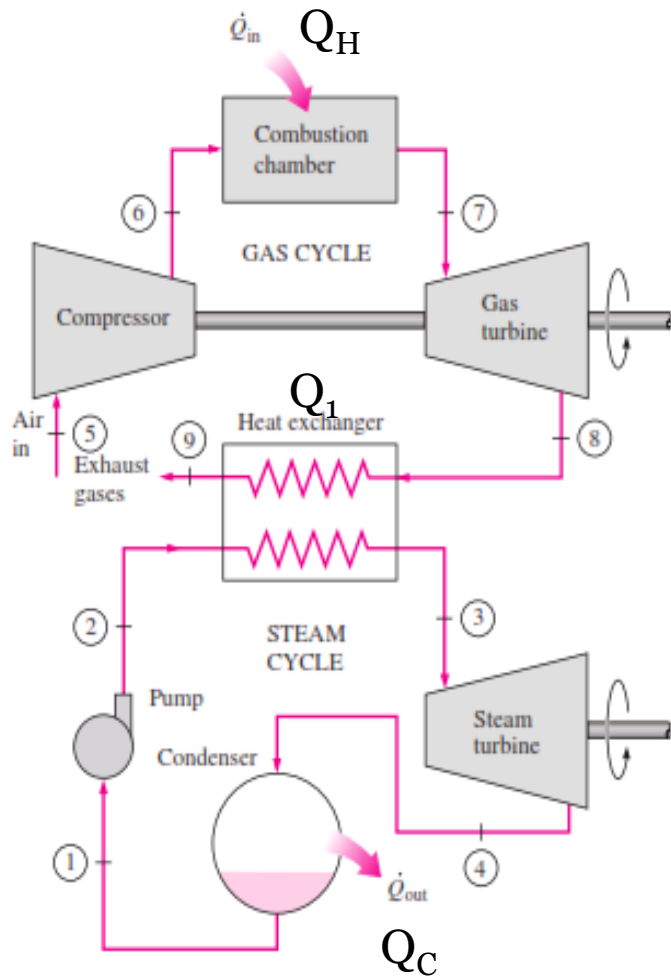 Q̇in
QH
Combustion
chamber
6
7
GAS CYCLE
Compressor
Gas
turbine
Q1
Air
in
5
9
Heat exchanger
8
Exhaust
gases
2
STEAM
CYCLE
3
Pump
Steam
turbine
Condenser
1
4
Q̇out
QC